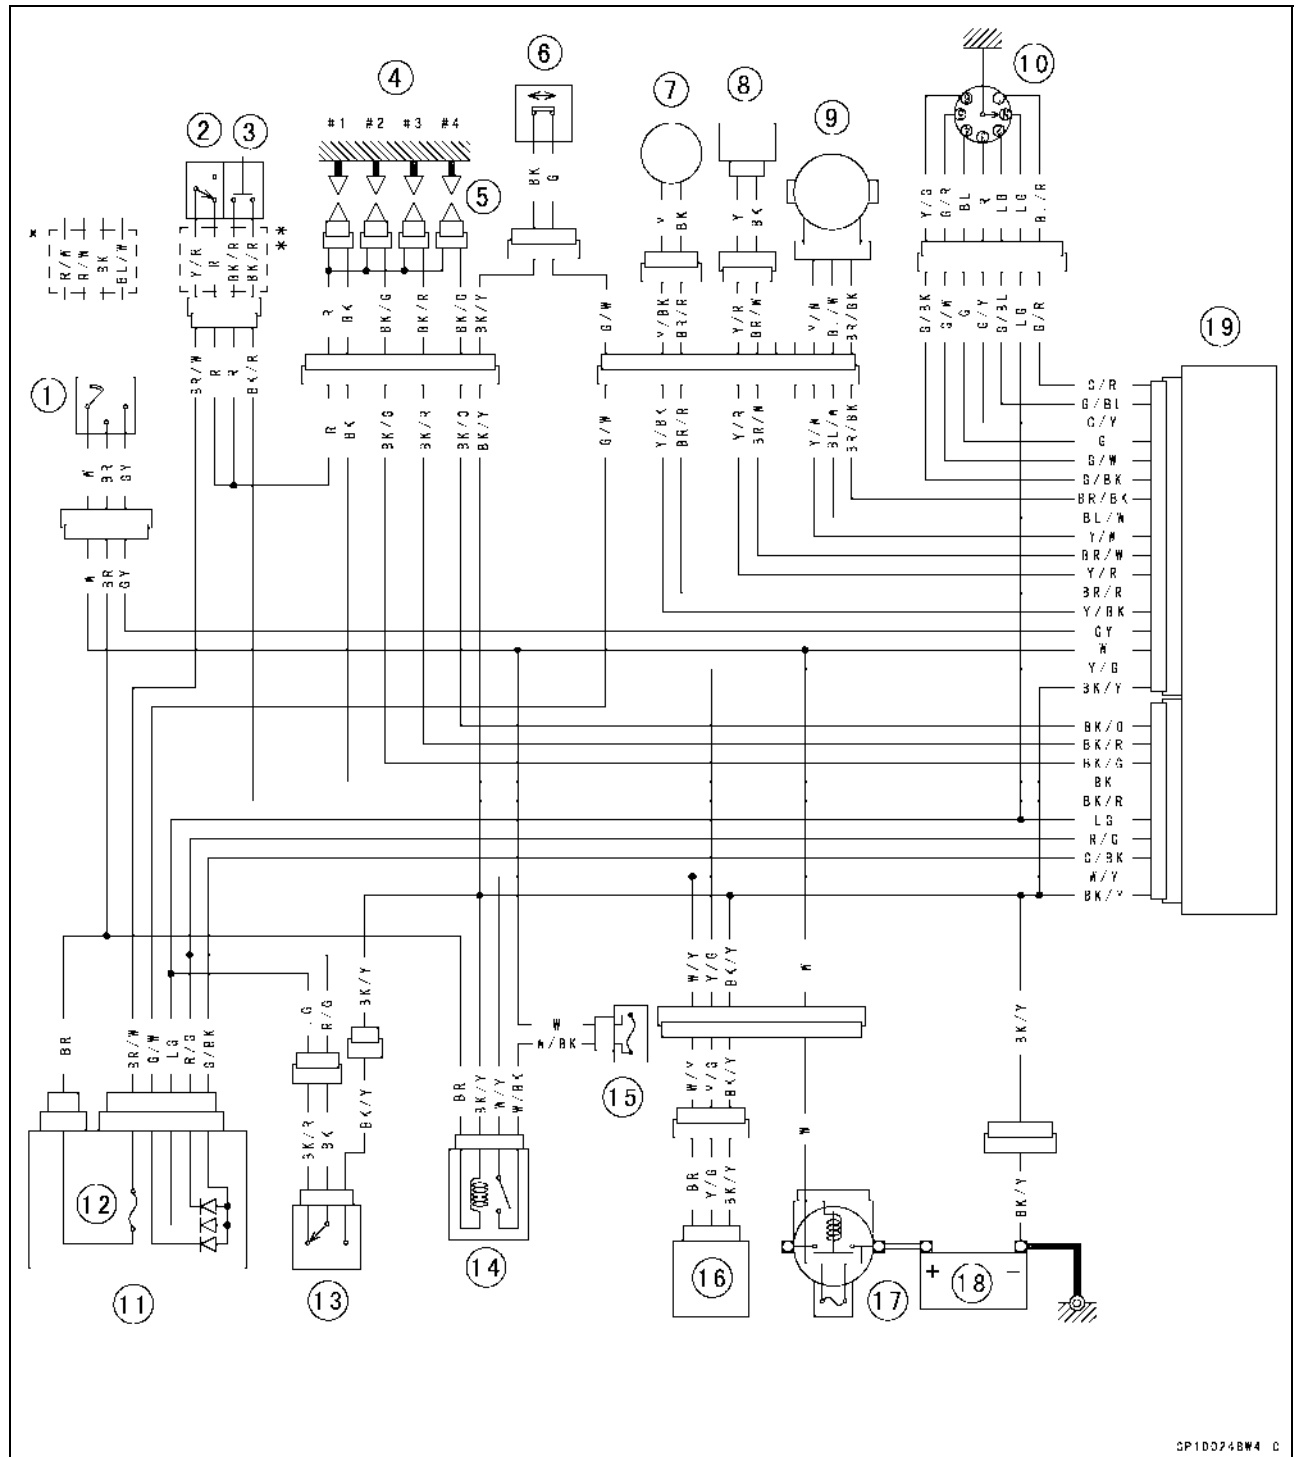 6
10
4
7
8
2
3
9
#1 #2 #3 #4
5
BK
G
*
R/W
R/W
BK
BL/W
Y/R
R
BK/R
BK/R
*
*
Y
BK
Y
BK
Y/G
G/R
BL
R
LB
LG
R
BK
BK/G
BK/R
BK/G
BK/Y
G/W
Y/BK
BR/R
Y/R
BR/W
Y/W
BL/W
BR/BK
G/BK
G/W
G
G/Y
G/BL
LG
G/R
19
1
BR/W
R
R
BK/R
R
BK
BK/G
BK/R
BK/O
BK/Y
G/W
Y/BK
BR/R
Y/R
BR/W
Y/W
BL/W
BR/BK
W
BR
GY
W
BR
GY
G/R
G/BL
G/Y
G
G/W
G/BK
BR/BK
BL/W
Y/W
BR/W
Y/R
BR/R
Y/BK
GY
W
Y/G
BK/Y
BK/O
BK/R
BK/G
BK
BK/R
LG
R/G
G/BK
W/Y
BK/Y
BR
BR/W
G/W
LG
R/G
G/BK
R/G
BK/Y
W/Y
Y/G
BK/Y
W
BK/Y
W
W/BK
15
BK/R
BK
BK/Y
BR
BK/Y
W/Y
W/BK
W/Y
Y/G
BK/Y
W
BR
Y/G
BK/Y
BK/Y
12
11
13
14
16
17
+ 18 −
GP1D024BW4 C